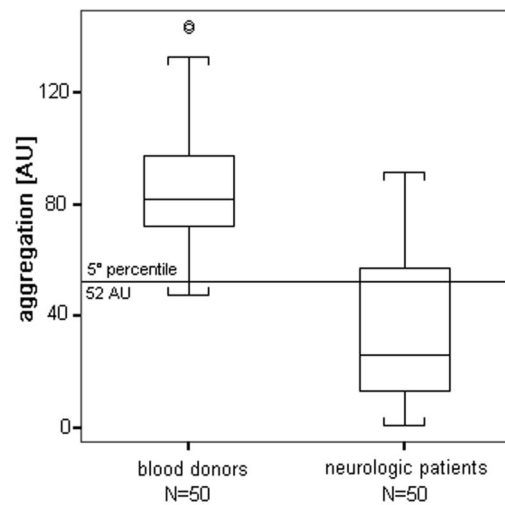 aggregation [AU]
120
80
40
0
5° percentile
52 AU
blood donors
N=50
neurologic patients
N=50